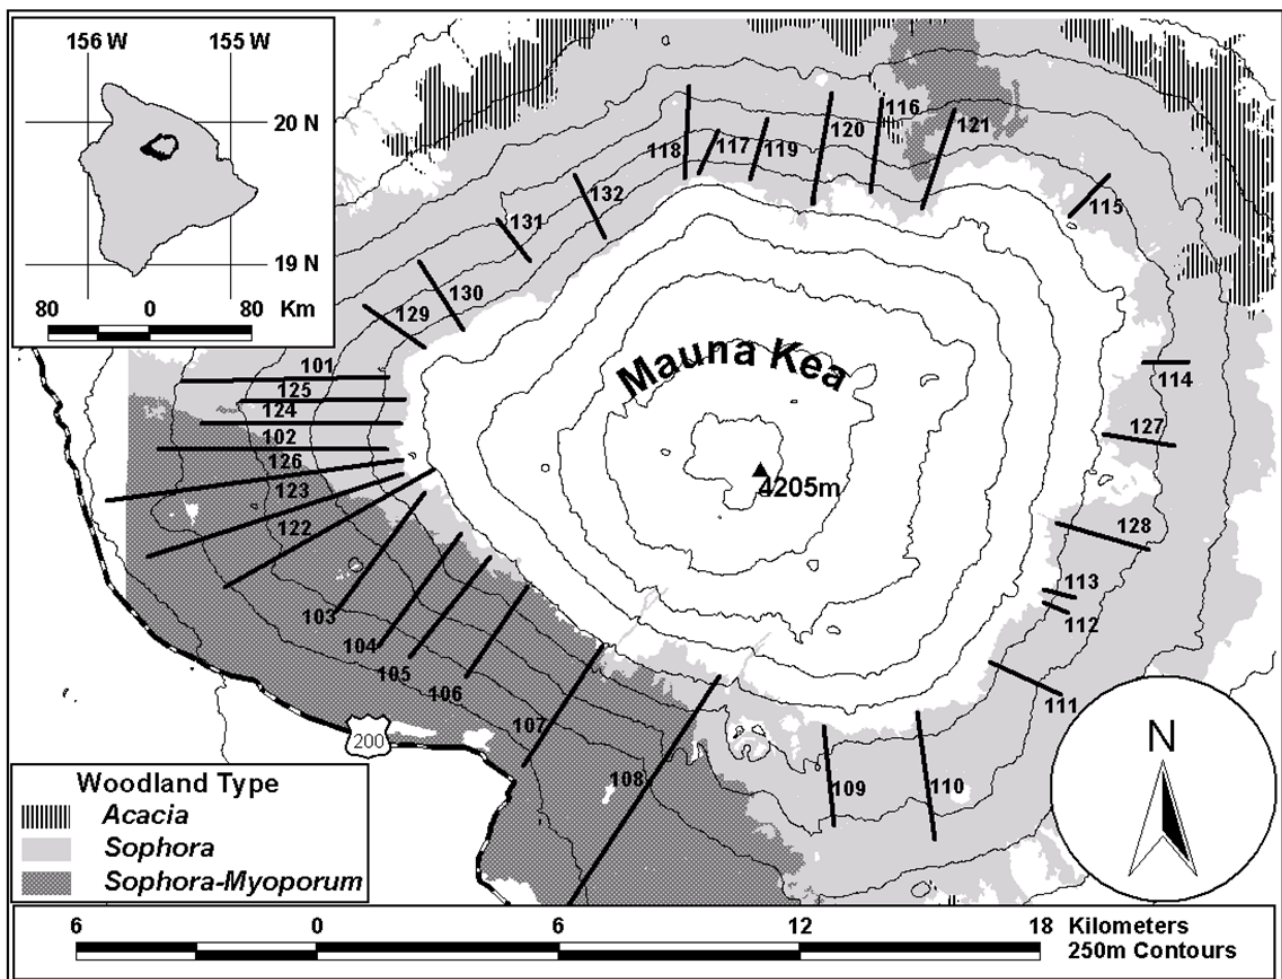 156 W 155 W
20 N
19 N
80 0 80 Km
118 117 119 120 116 121
115
132
131
130
129
101
125
124
102
126
123
122
103
104
105
106
107
108
109
110
111
112
113
128
127
114
Mauna Kea
4205m
200
N
Woodland Type
Acacia
Sophora
Sophora-Myoporum
6 0 6 12 18 Kilometers
250m Contours